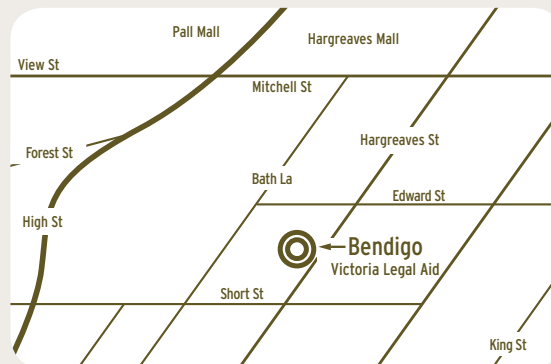 Pall Mall
Hargreaves Mall
View St
Mitchell St
Hargreaves St
Forest St
Bath La
Edward St
High St
Bendigo
Victoria Legal Aid
Short St
King St